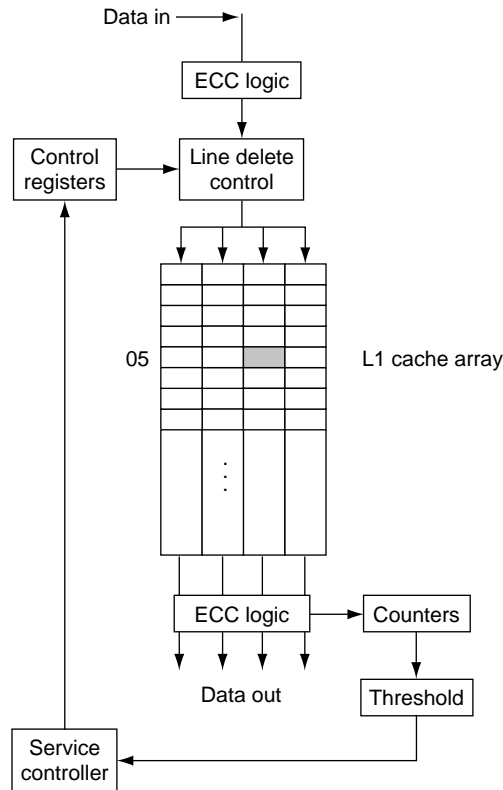 Data in
ECC logic
Control
registers
Line delete
control
05
L1 cache array
.
.
.
ECC logic
Counters
Data out
Threshold
Service
controller